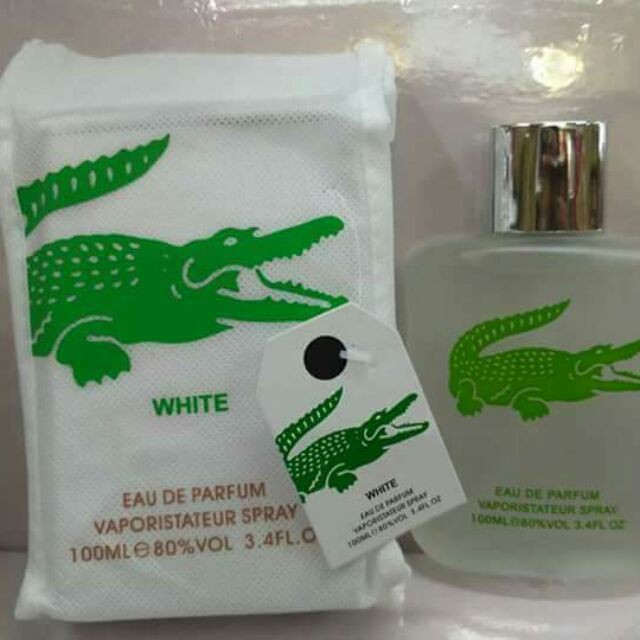 WHITE
EAU DE PARFUM
VAPORISTATEUR SPRAY
100ML℮80%VOL 3.4FL.O
WHITE
EAU DE PARFUM
VAPORISTATEUR SPRAY
100ML℮80%VOL 3.4FL.OZ
EAU DE PARFUM
VAPORISTATEUR SPRAY
100ML℮80%VOL 3.4FL OZ